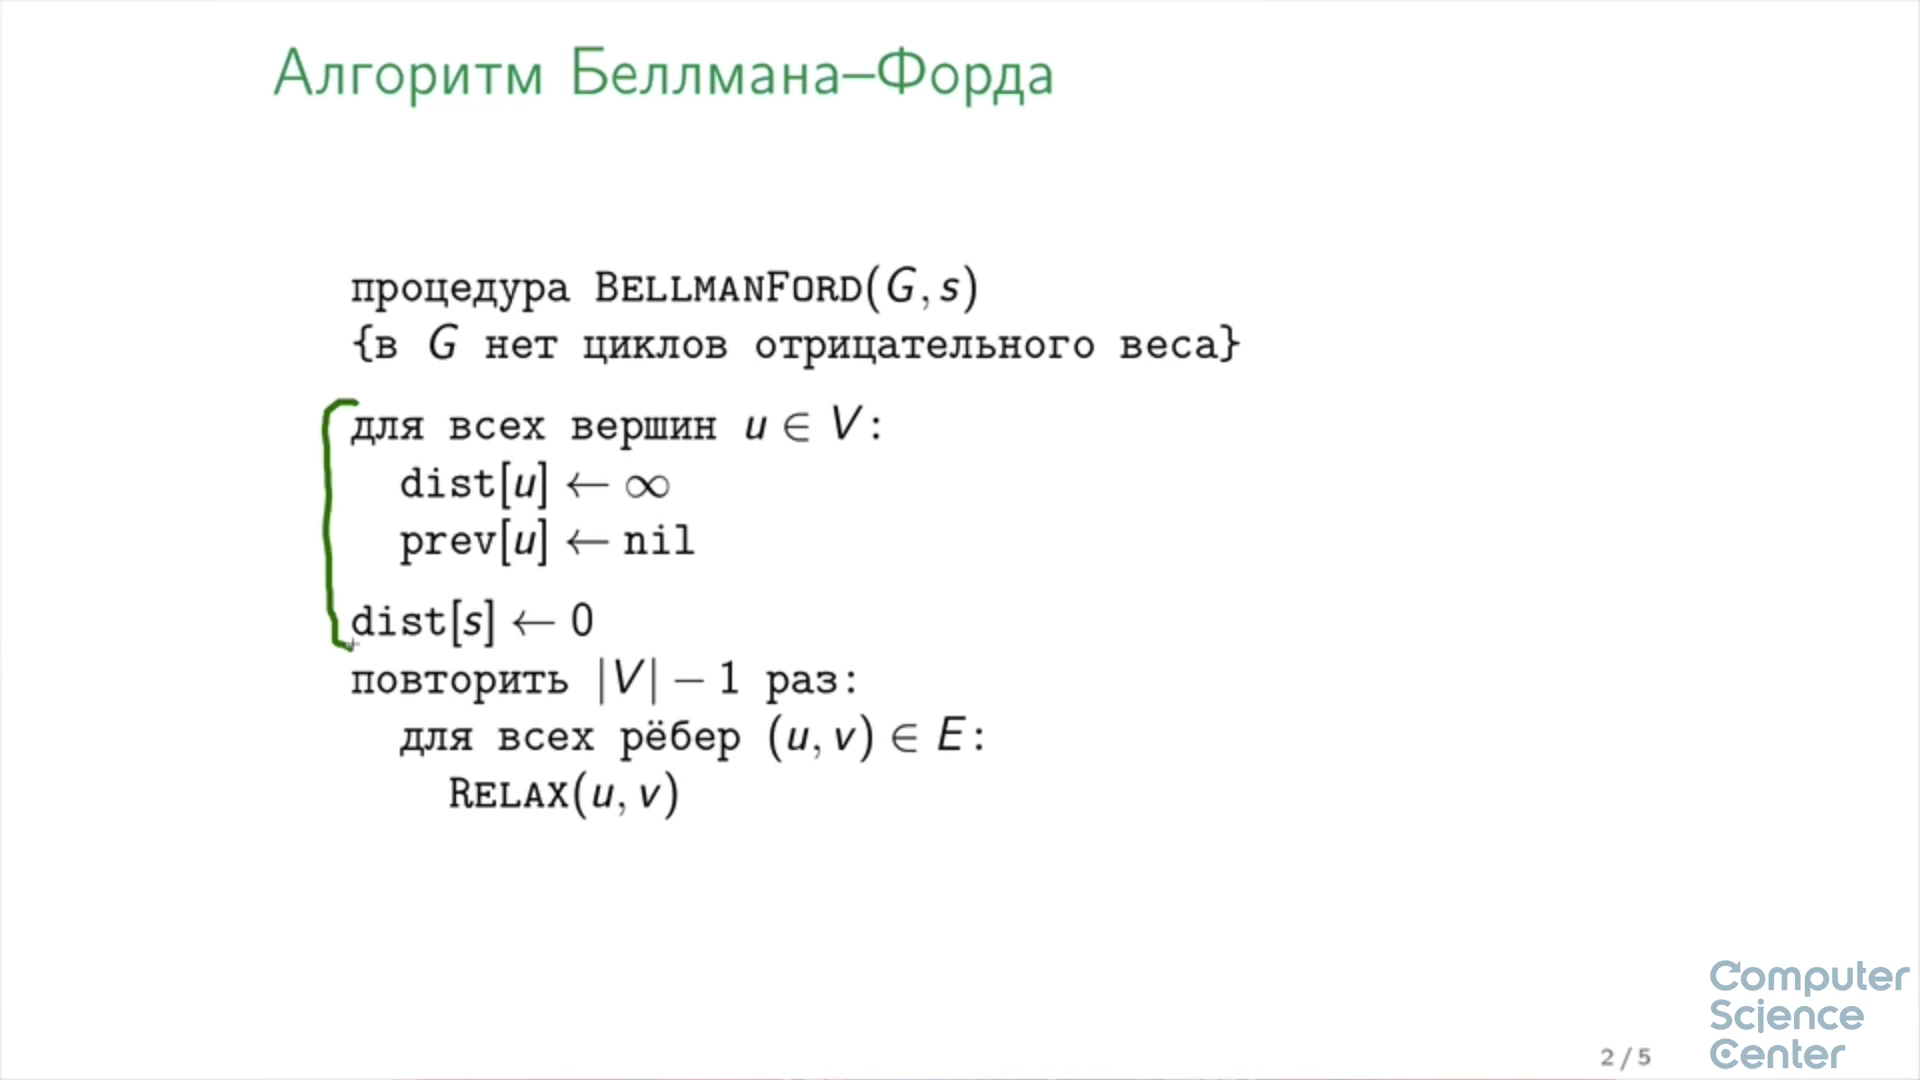 Алгоритм Беллмана–Форда
процедура BELLMANFORD(G, s)
{в G нет циклов отрицательного веса}
для всех вершин u ∈ V:
dist[u] ← ∞
prev[u] ← nil
dist[s] ← 0
повторить |V| − 1 раз:
для всех рёбер (u, v) ∈ E:
RELAX(u, v)
2 / 5
Computer
Science
Center